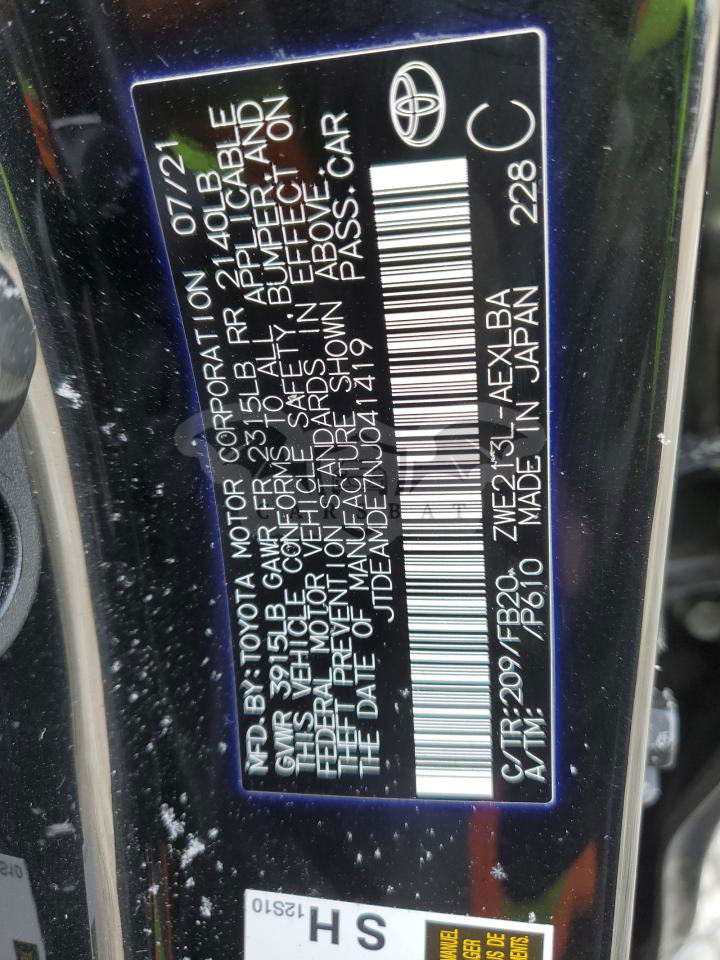 MFD. BY: TOYOTA MOTOR CORPORATION 07/21
GVWR 3915LB GAWR FR 2315LB RR 2140LB
THIS VEHICLE CONFORMS TO ALL APPLICABLE
FEDERAL MOTOR VEHICLE SAFETY, BUMPER, AND
THEFT PREVENTION STANDARDS IN EFFECT ON
THE DATE OF MANUFACTURE SHOWN ABOVE.
JTDEAMDE7NJ041419 PASS. CAR
C/TR: 209/FB20 ZWE213L-AEXLBA
A/TM: /P610 MADE IN JAPAN 228 C
12S10
S H
MANUEL